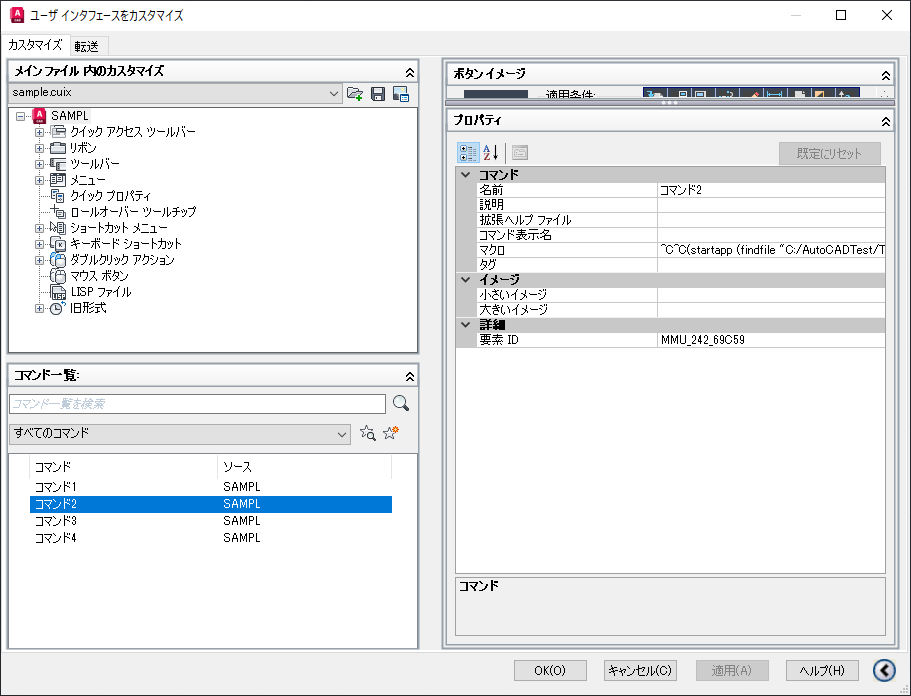 ユーザ インタフェースをカスタマイズ
カスタマイズ 転送
メイン ファイル 内のカスタマイズ
sample.cuix
SAMPL
クイック アクセス ツールバー
リボン
ツールバー
メニュー
クイック プロパティ
ロールオーバー ツールチップ
ショートカット メニュー
キーボード ショートカット
ダブルクリック アクション
マウス ボタン
LISP ファイル
旧形式
コマンド一覧:
コマンド一覧を検索
すべてのコマンド
コマンド ソース
コマンド1 SAMPL
コマンド2 SAMPL
コマンド3 SAMPL
コマンド4 SAMPL
ボタン イメージ
適用条件:
プロパティ
既定にリセット
コマンド
名前 コマンド2
説明
拡張ヘルプ ファイル
コマンド表示名
マクロ ^C^C(startapp (findfile "C:/AutoCADTest/T
タグ
イメージ
小さいイメージ
大きいイメージ
詳細
要素 ID MMU_242_69C59
コマンド
OK(O) キャンセル(C) 適用(A) ヘルプ(H)